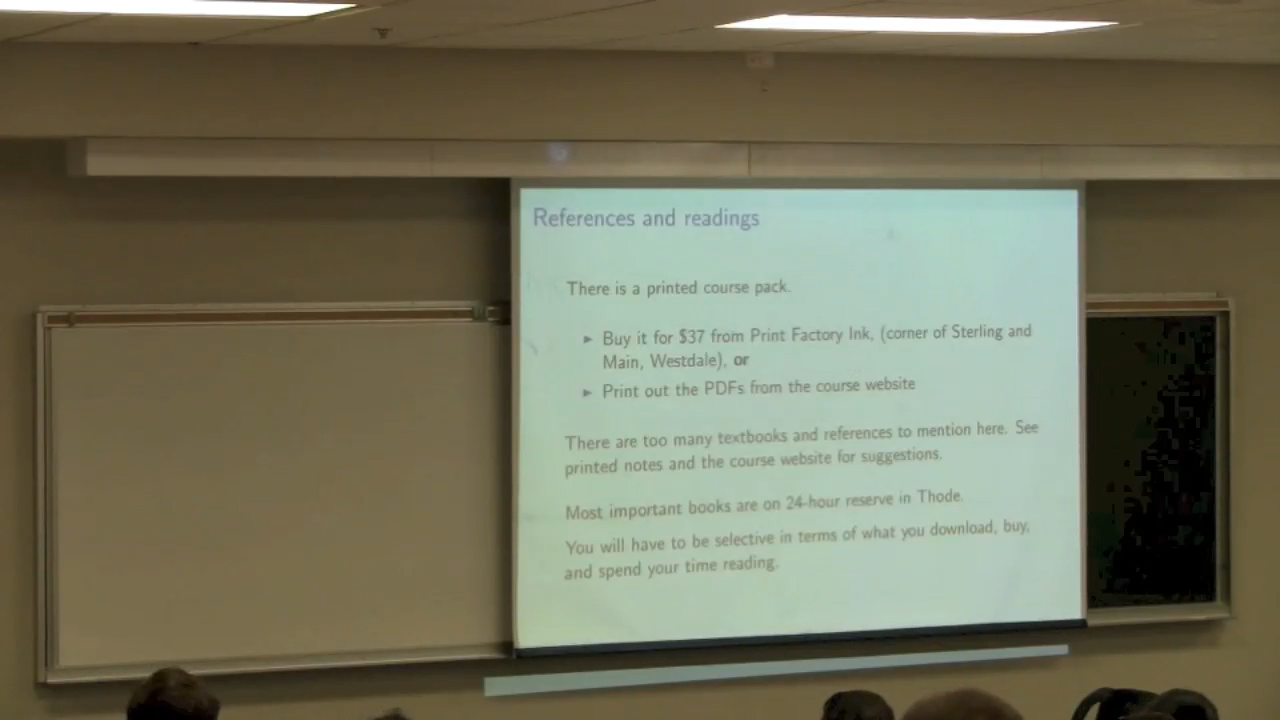 References and readings
There is a printed course pack.
► Buy it for $37 from Print Factory Ink, (corner of Sterling and
Main, Westdale), or
► Print out the PDFs from the course website
There are too many textbooks and references to mention here. See
printed notes and the course website for suggestions.
Most important books are on 24-hour reserve in Thode.
You will have to be selective in terms of what you download, buy,
and spend your time reading.